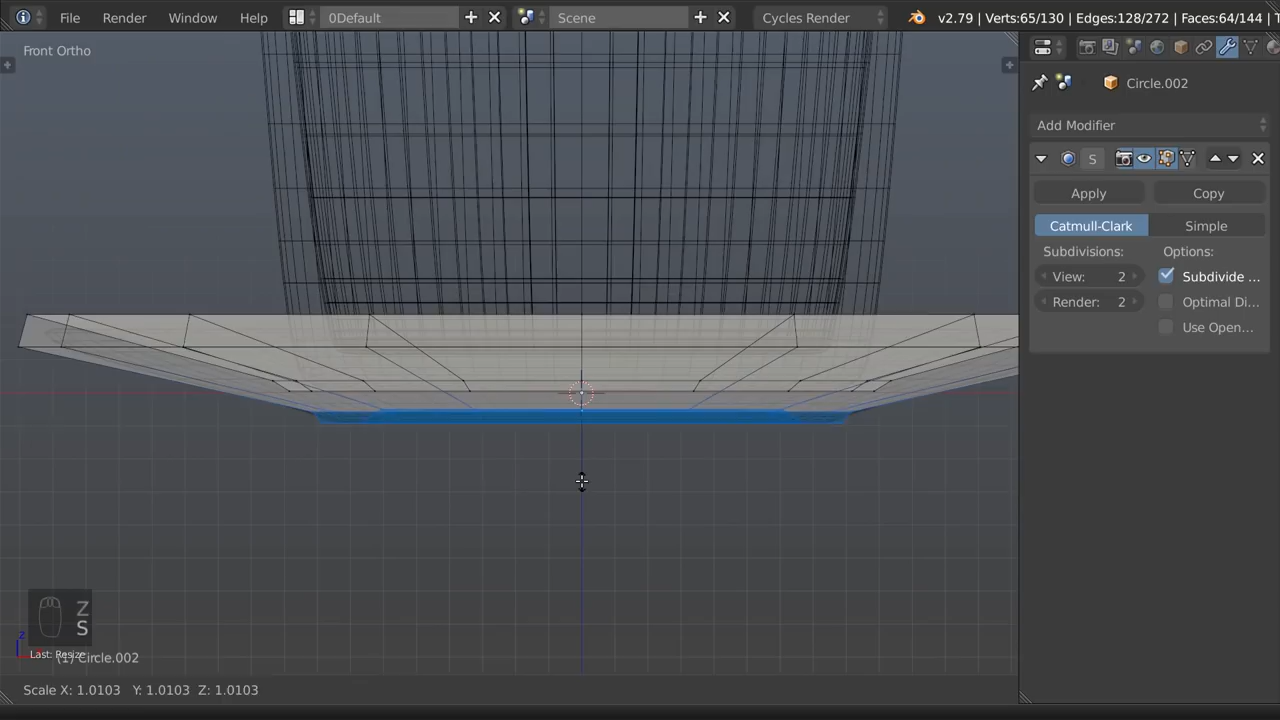 File Render Window Help 0Default Scene Cycles Render v2.79 | Verts:65/130 | Edges:128/272 | Faces:64/144 | T
Front Ortho
Circle.002
Add Modifier
S
Apply Copy
Catmull-Clark Simple
Subdivisions: Options:
View: 2 Subdivide ...
Render: 2 Optimal Di...
Use Open...
Z
S
Last: Resize
(1) Circle.002
Scale X: 1.0103 Y: 1.0103 Z: 1.0103